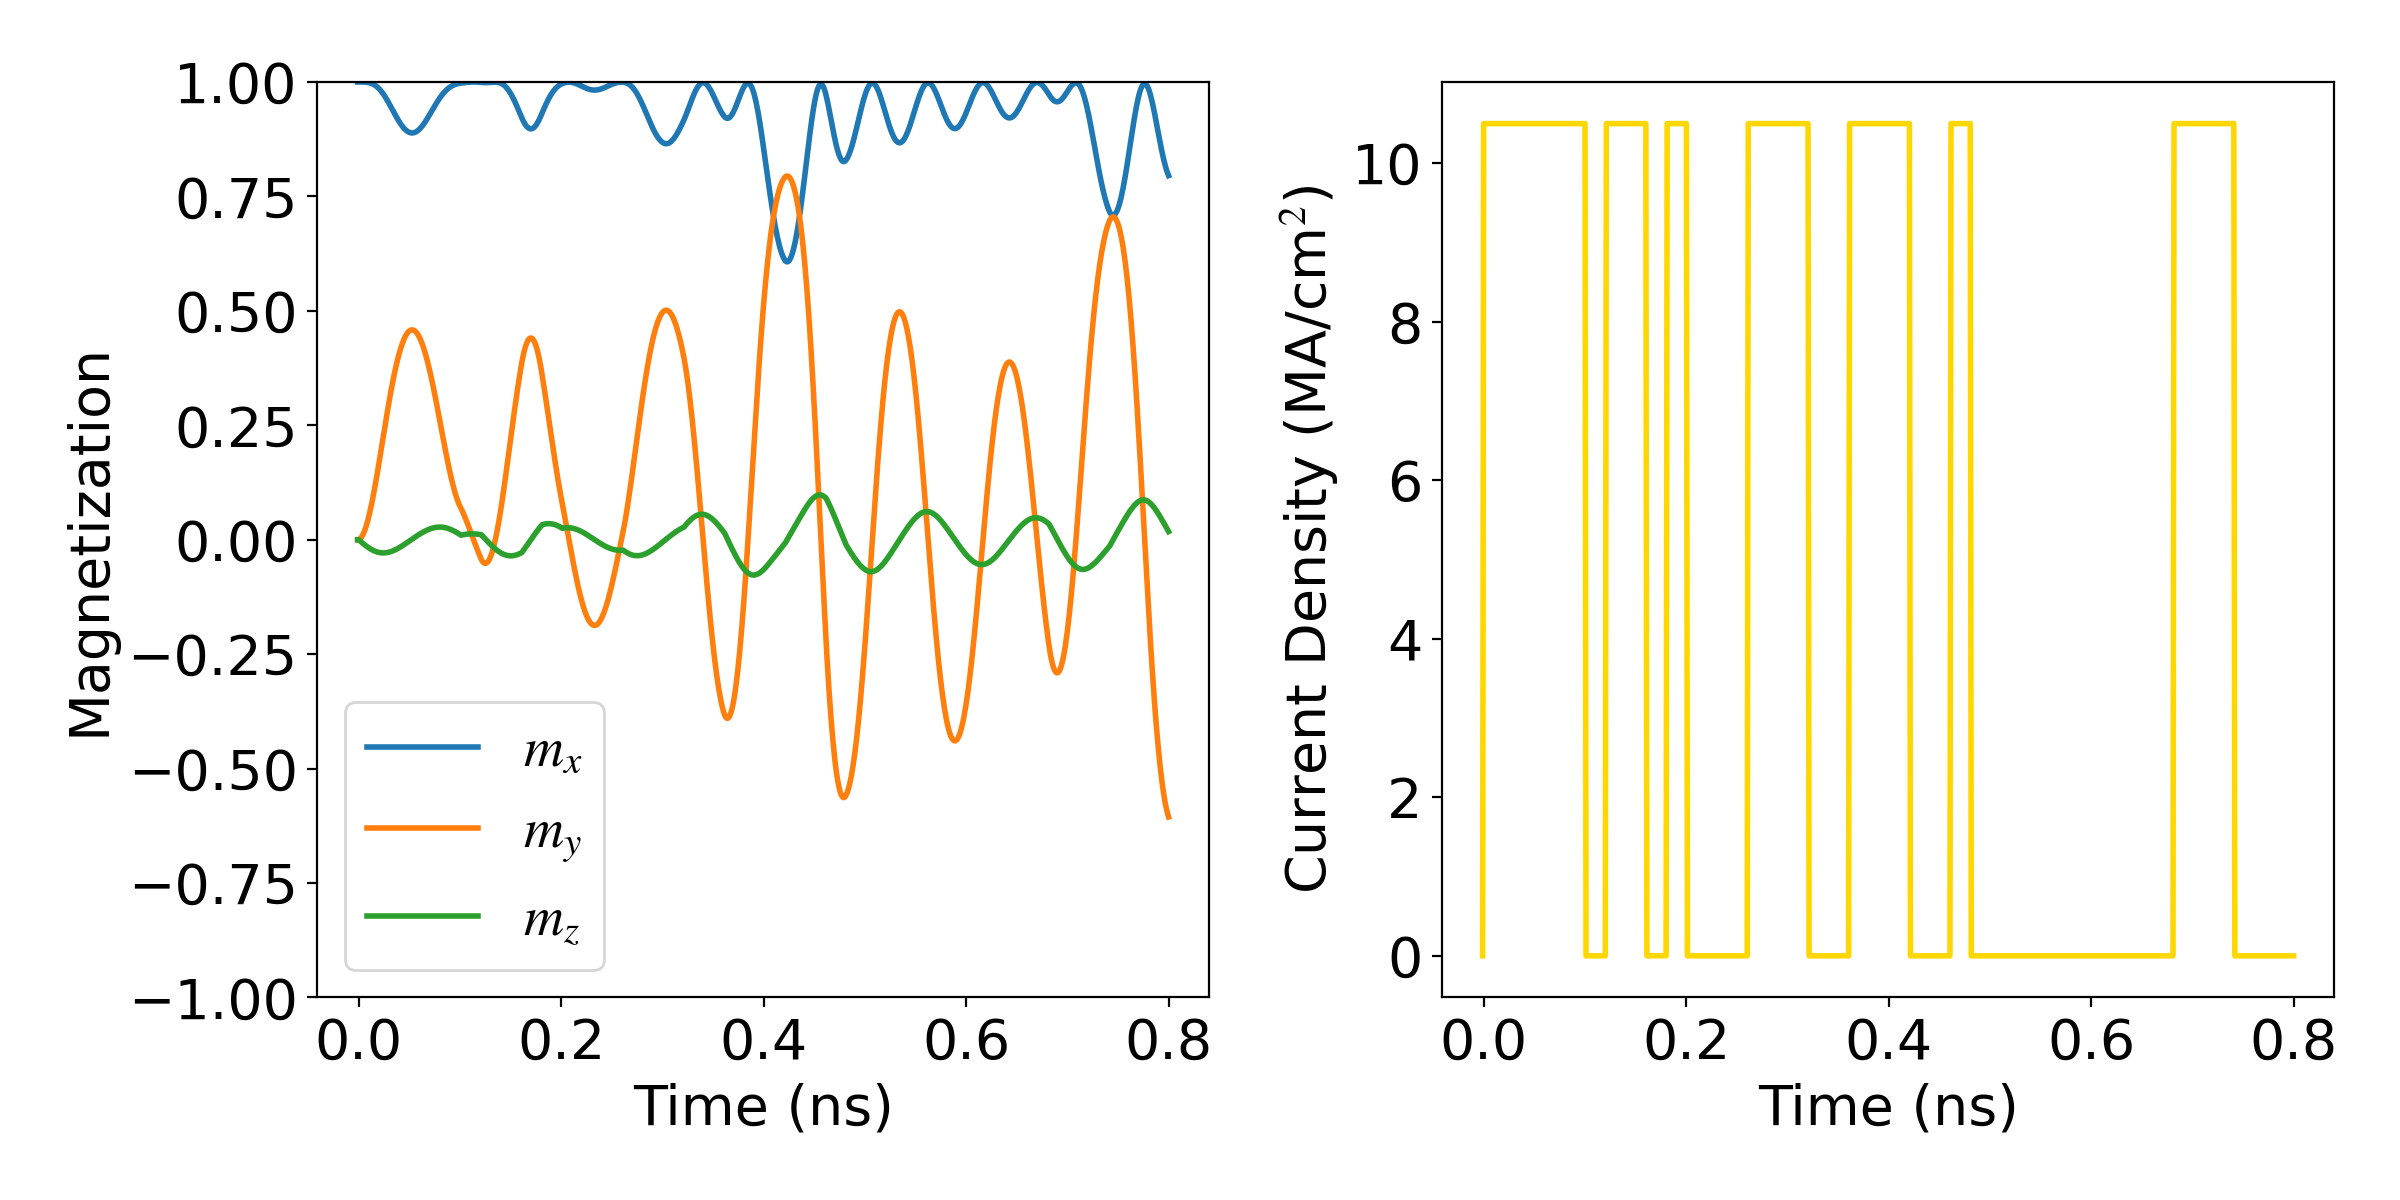 Magnetization
1.00
0.75
0.50
0.25
0.00
−0.25
−0.50
−0.75
−1.00
m_x
m_y
m_z
0.0 0.2 0.4 0.6 0.8
Time (ns)
Current Density (MA/cm²)
10
8
6
4
2
0
0.0 0.2 0.4 0.6 0.8
Time (ns)